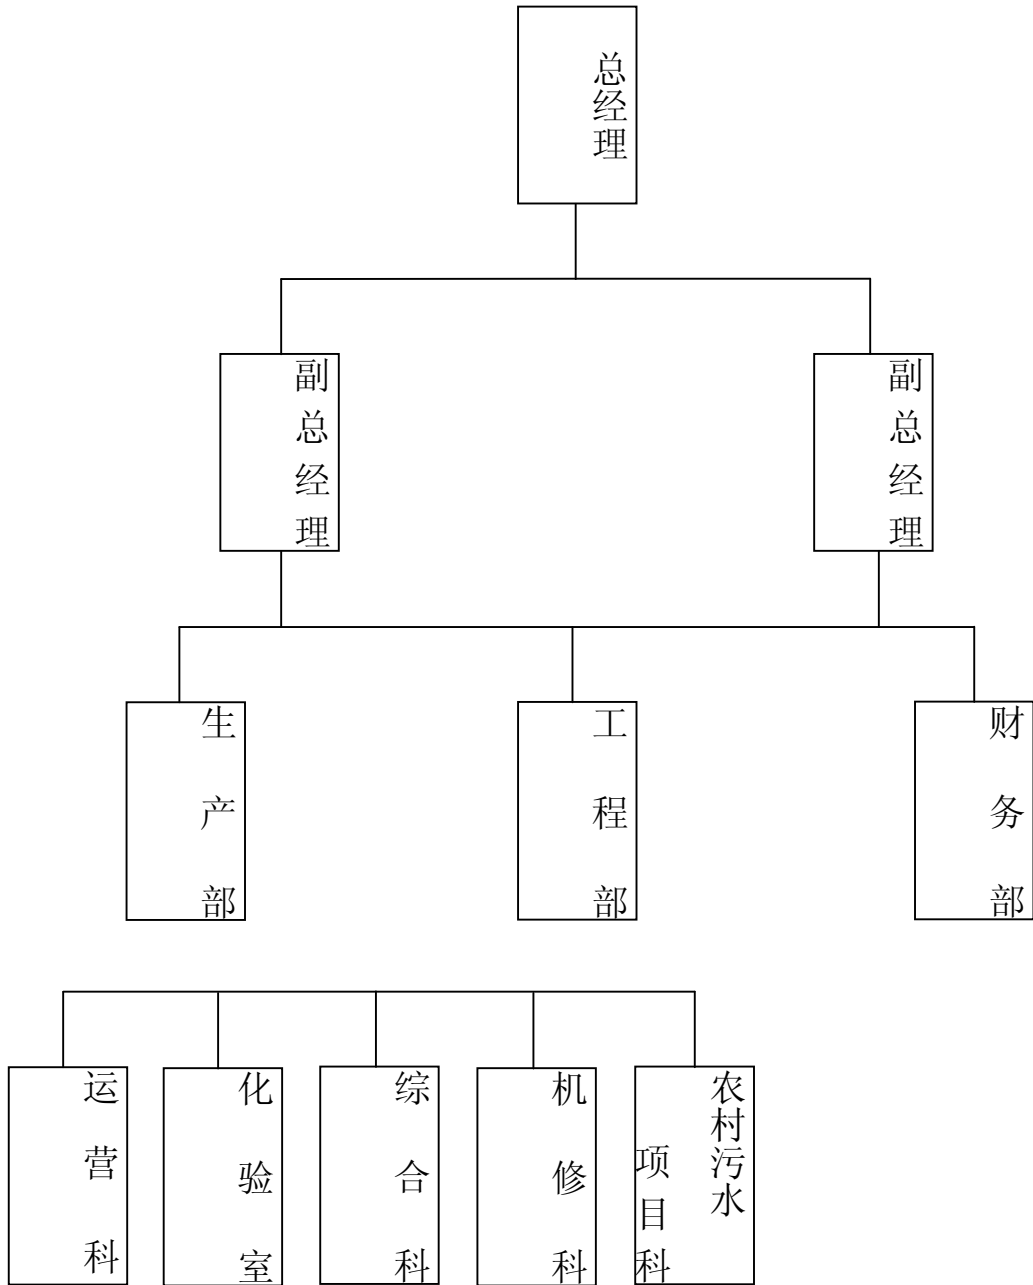 总经理
副总经理
副总经理
生产部
工程部
财务部
运营科
化验室
综合科
机修科
农村污水
项目科